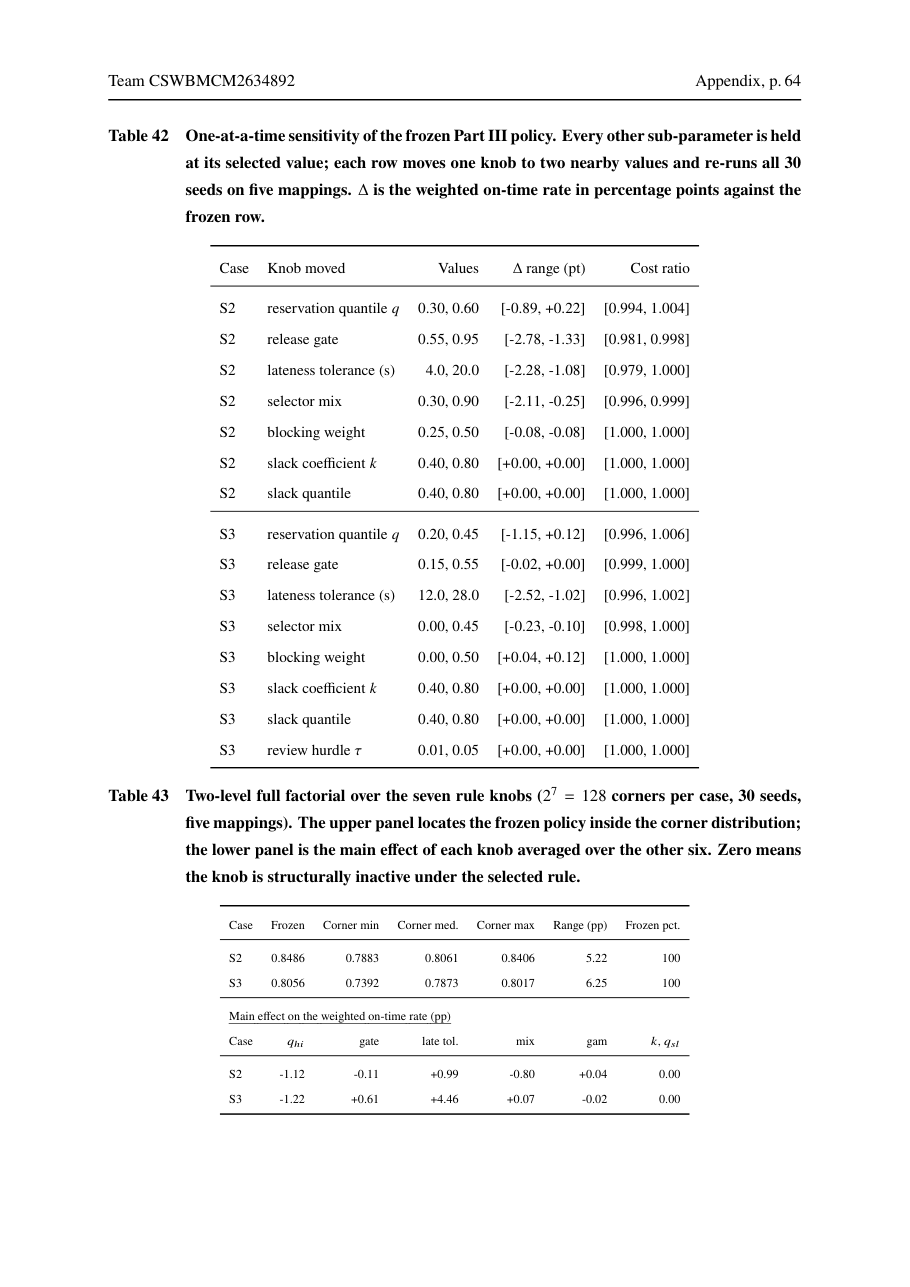 Team CSWBMCM2634892 Appendix, p. 64
Table 42 One-at-a-time sensitivity of the frozen Part III policy. Every other sub-parameter is held
at its selected value; each row moves one knob to two nearby values and re-runs all 30
seeds on five mappings. Δ is the weighted on-time rate in percentage points against the
frozen row.
Case Knob moved Values Δ range (pt) Cost ratio
S2 reservation quantile q 0.30, 0.60 [-0.89, +0.22] [0.994, 1.004]
S2 release gate 0.55, 0.95 [-2.78, -1.33] [0.981, 0.998]
S2 lateness tolerance (s) 4.0, 20.0 [-2.28, -1.08] [0.979, 1.000]
S2 selector mix 0.30, 0.90 [-2.11, -0.25] [0.996, 0.999]
S2 blocking weight 0.25, 0.50 [-0.08, -0.08] [1.000, 1.000]
S2 slack coefficient k 0.40, 0.80 [+0.00, +0.00] [1.000, 1.000]
S2 slack quantile 0.40, 0.80 [+0.00, +0.00] [1.000, 1.000]
S3 reservation quantile q 0.20, 0.45 [-1.15, +0.12] [0.996, 1.006]
S3 release gate 0.15, 0.55 [-0.02, +0.00] [0.999, 1.000]
S3 lateness tolerance (s) 12.0, 28.0 [-2.52, -1.02] [0.996, 1.002]
S3 selector mix 0.00, 0.45 [-0.23, -0.10] [0.998, 1.000]
S3 blocking weight 0.00, 0.50 [+0.04, +0.12] [1.000, 1.000]
S3 slack coefficient k 0.40, 0.80 [+0.00, +0.00] [1.000, 1.000]
S3 slack quantile 0.40, 0.80 [+0.00, +0.00] [1.000, 1.000]
S3 review hurdle τ 0.01, 0.05 [+0.00, +0.00] [1.000, 1.000]
Table 43 Two-level full factorial over the seven rule knobs (2⁷ = 128 corners per case, 30 seeds,
five mappings). The upper panel locates the frozen policy inside the corner distribution;
the lower panel is the main effect of each knob averaged over the other six. Zero means
the knob is structurally inactive under the selected rule.
Case Frozen Corner min Corner med. Corner max Range (pp) Frozen pct.
S2 0.8486 0.7883 0.8061 0.8406 5.22 100
S3 0.8056 0.7392 0.7873 0.8017 6.25 100
Main effect on the weighted on-time rate (pp)
Case q_hi gate late tol. mix gam k, q_sl
S2 -1.12 -0.11 +0.99 -0.80 +0.04 0.00
S3 -1.22 +0.61 +4.46 +0.07 -0.02 0.00